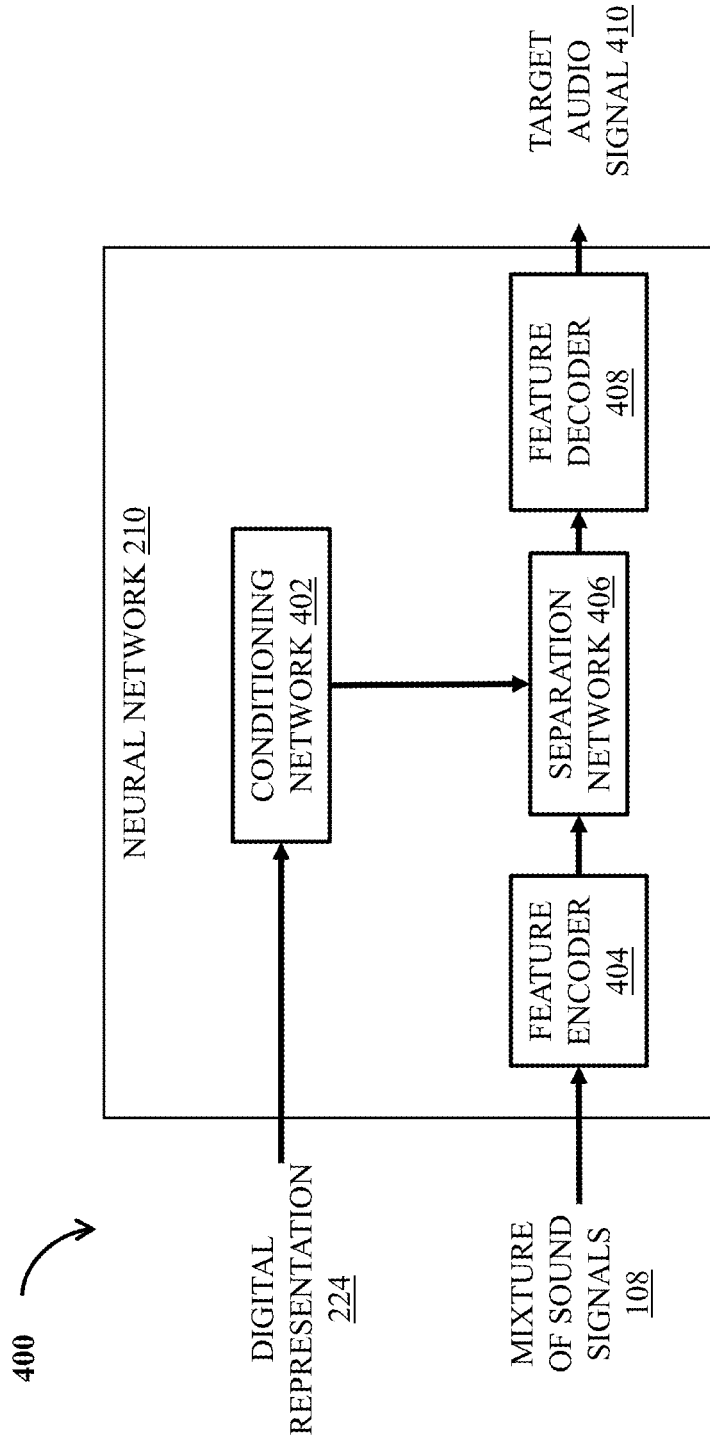 400
NEURAL NETWORK 210
DIGITAL
REPRESENTATION
224
CONDITIONING
NETWORK 402
MIXTURE
OF SOUND
SIGNALS
108
FEATURE
ENCODER
404
SEPARATION
NETWORK 406
FEATURE
DECODER
408
TARGET
AUDIO
SIGNAL 410